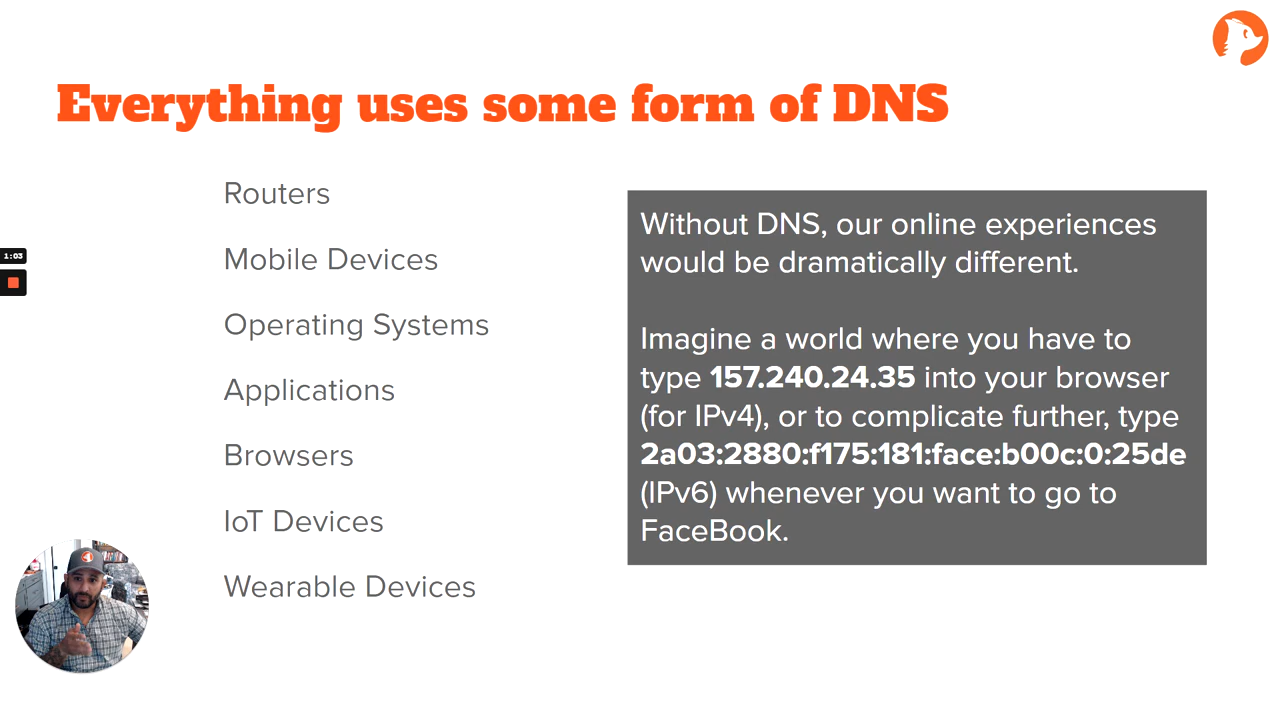 Everything uses some form of DNS
Routers
Mobile Devices
Operating Systems
Applications
Browsers
IoT Devices
Wearable Devices
Without DNS, our online experiences
would be dramatically different.
Imagine a world where you have to
type 157.240.24.35 into your browser
(for IPv4), or to complicate further, type
2a03:2880:f175:181:face:b00c:0:25de
(IPv6) whenever you want to go to
FaceBook.
1:03